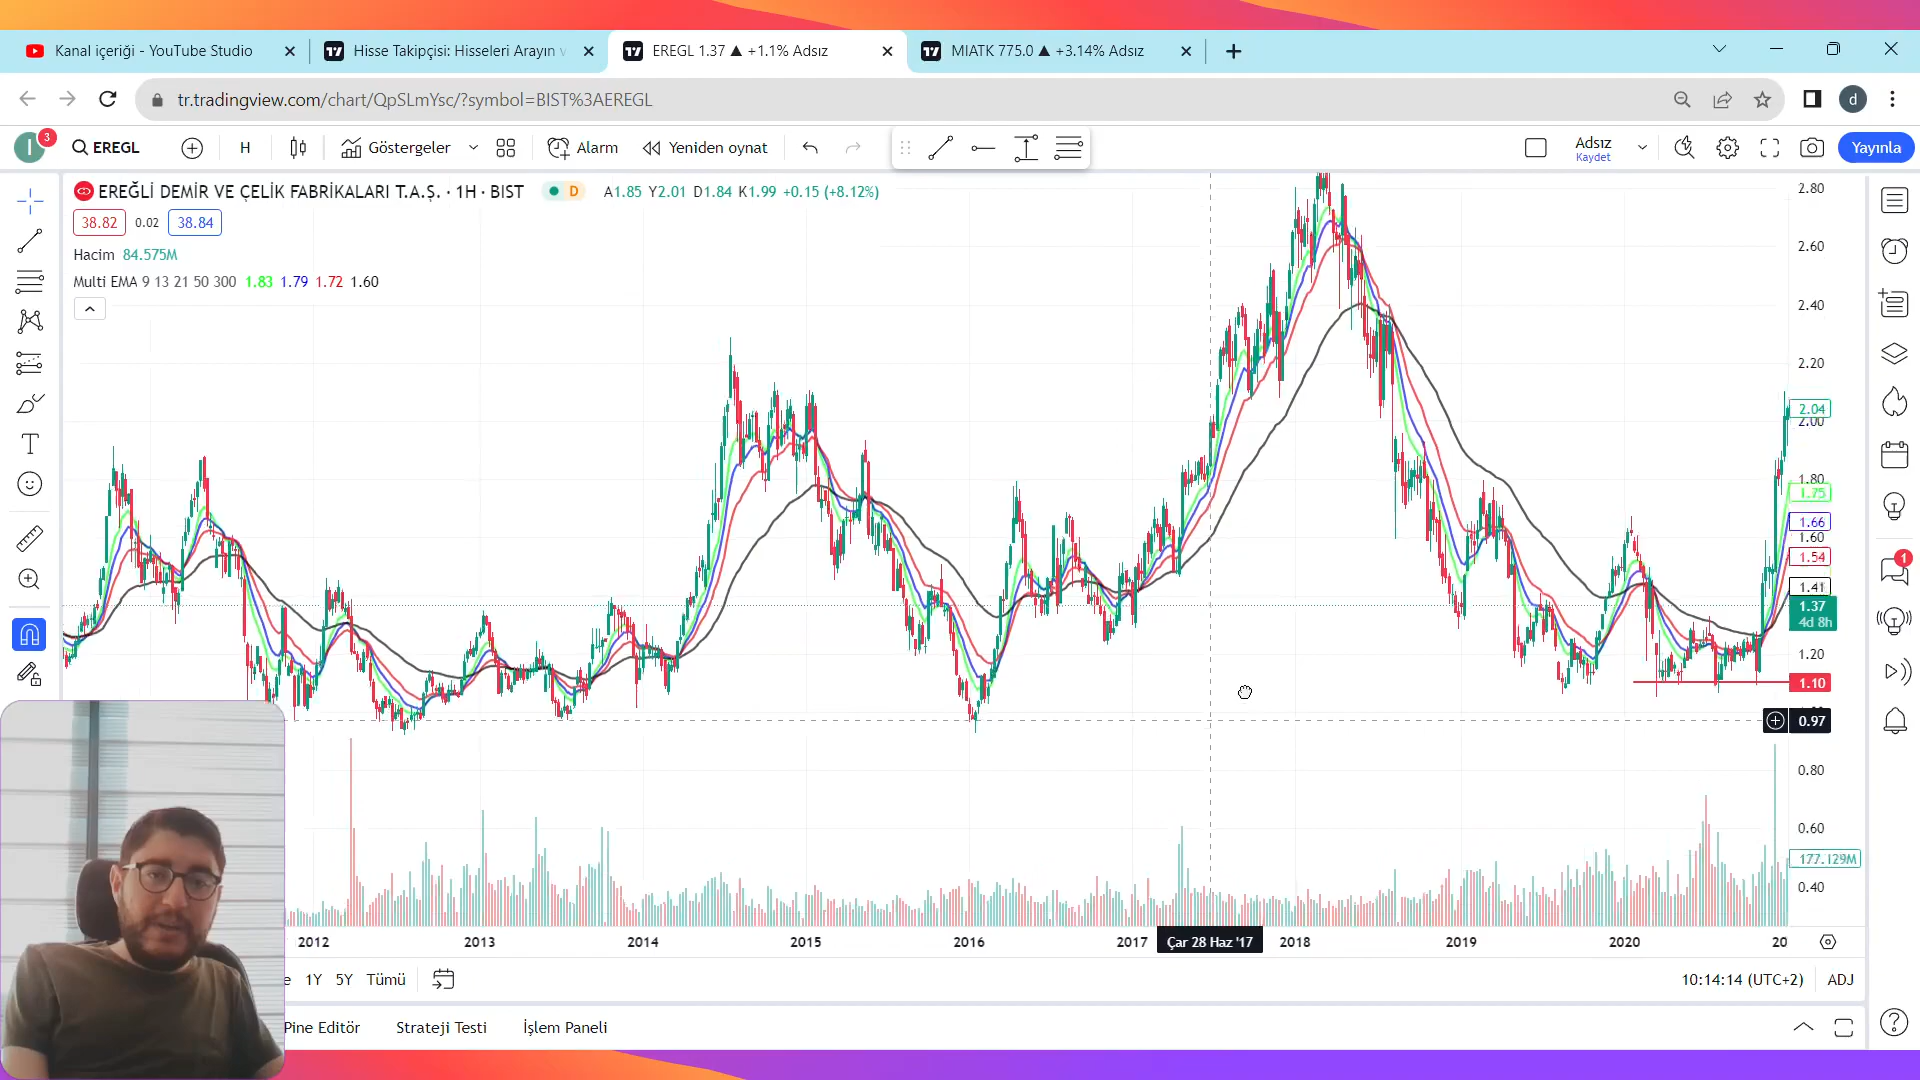 Kanal içeriği - YouTube Studio
Hisse Takipçisi: Hisseleri Arayın v
EREGL 1.37 ▲ +1.1% Adsız
MIATK 775.0 ▲ +3.14% Adsız
tr.tradingview.com/chart/QpSLmYsc/?symbol=BIST%3AEREGL
d
I
3
EREGL
H
Göstergeler
Alarm
Yeniden oynat
Adsız
Kaydet
Yayınla
EREĞLİ DEMİR VE ÇELİK FABRİKALARI T.A.Ş. · 1H · BIST
D
A1.85 Y2.01 D1.84 K1.99 +0.15 (+8.12%)
38.82
0.02
38.84
Hacim 84.575M
Multi EMA 9 13 21 50 300 1.83 1.79 1.72 1.60
2.80
2.60
2.40
2.20
2.04
2.00
1.80
1.75
1.66
1.60
1.54
1.41
1.37
4d 8h
1.20
1.10
0.97
0.80
0.60
177.129M
0.40
1
2012
2013
2014
2015
2016
2017
Çar 28 Haz '17
2018
2019
2020
20
e
1Y
5Y
Tümü
10:14:14 (UTC+2)
ADJ
Pine Editör
Strateji Testi
İşlem Paneli